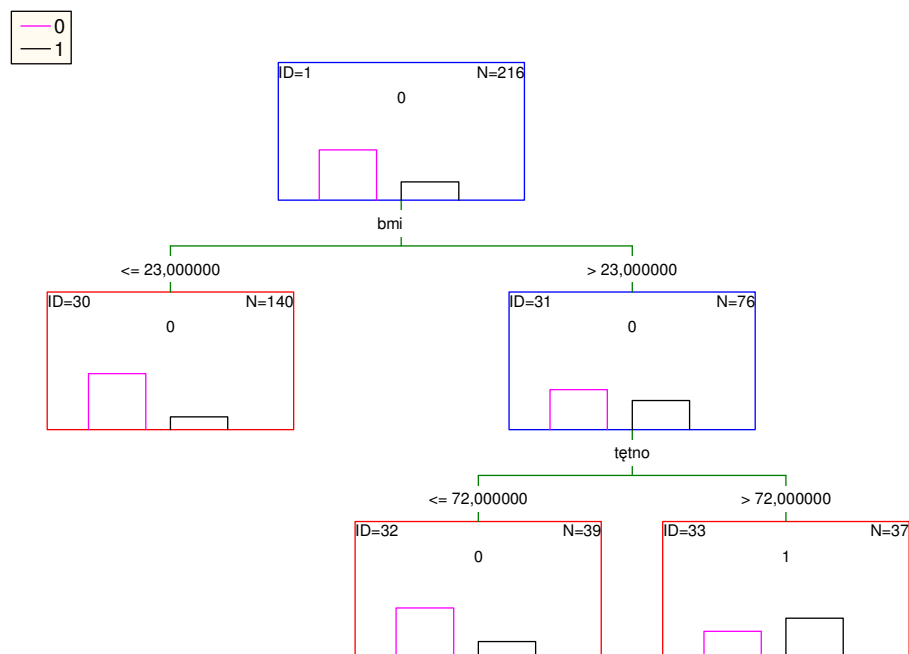 0
1
ID=1 N=216
0
bmi
<= 23,000000 > 23,000000
ID=30 N=140
0
ID=31 N=76
0
tętno
<= 72,000000 > 72,000000
ID=32 N=39
0
ID=33 N=37
1